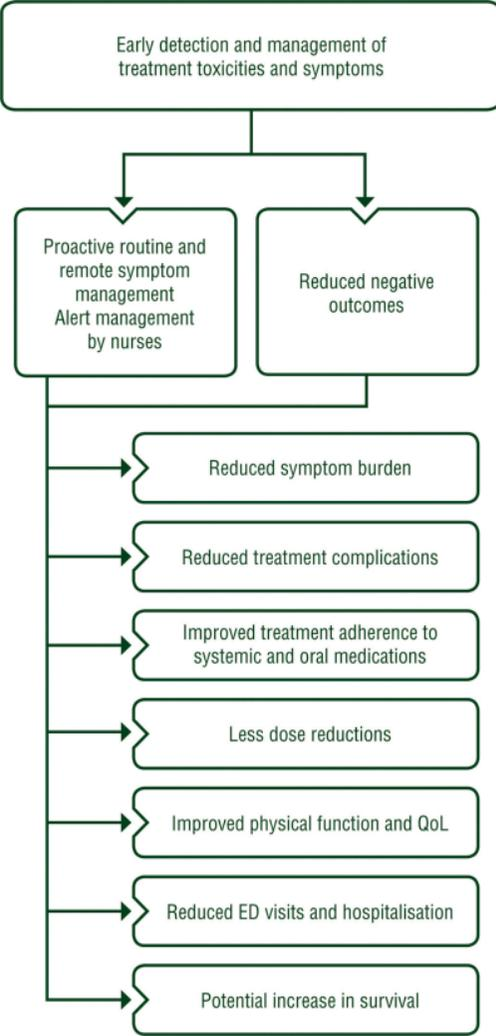 Early detection and management of
treatment toxicities and symptoms
Proactive routine and
remote symptom
management
Alert management
by nurses
Reduced negative
outcomes
Reduced symptom burden
Reduced treatment complications
Improved treatment adherence to
systemic and oral medications
Less dose reductions
Improved physical function and QoL
Reduced ED visits and hospitalisation
Potential increase in survival